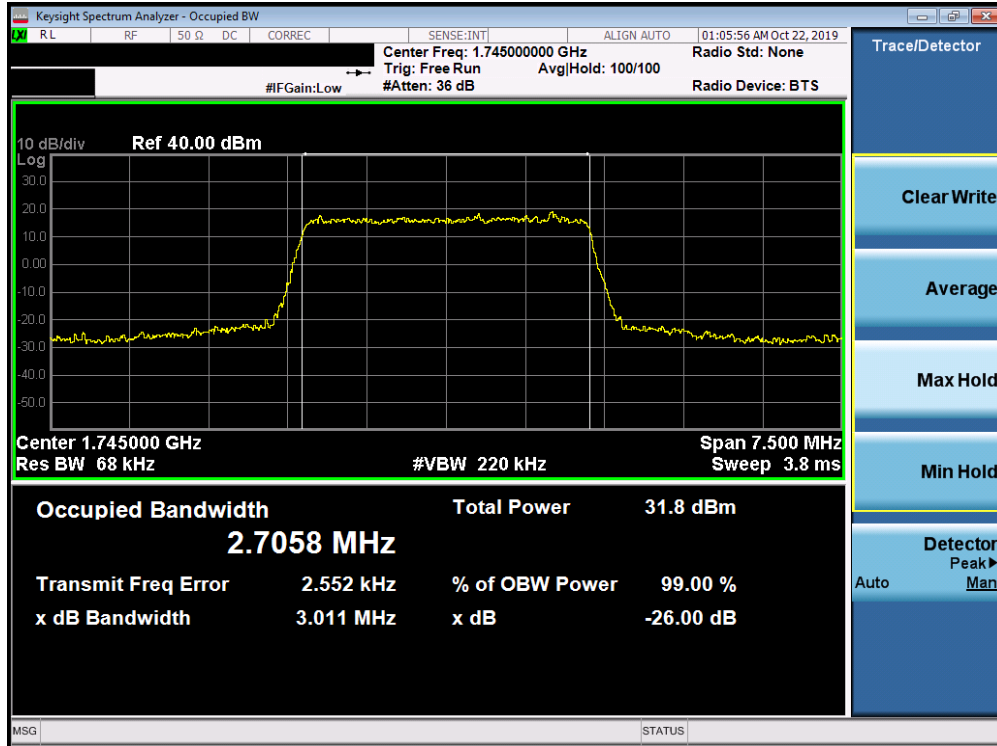 Keysight Spectrum Analyzer - Occupied BW
LXI RL RF 50 Ω DC CORREC SENSE:INT ALIGN AUTO 01:05:56 AM Oct 22, 2019
Center Freq: 1.745000000 GHz Radio Std: None
Trig: Free Run Avg|Hold: 100/100
#IFGain:Low #Atten: 36 dB Radio Device: BTS
10 dB/div Ref 40.00 dBm
Log
30.0
20.0
10.0
0.00
-10.0
-20.0
-30.0
-40.0
-50.0
Center 1.745000 GHz Span 7.500 MHz
Res BW 68 kHz #VBW 220 kHz Sweep 3.8 ms
Occupied Bandwidth Total Power 31.8 dBm
2.7058 MHz
Transmit Freq Error 2.552 kHz % of OBW Power 99.00 %
x dB Bandwidth 3.011 MHz x dB -26.00 dB
MSG STATUS
Trace/Detector
Clear Write
Average
Max Hold
Min Hold
Detector
Peak▶
Auto Man